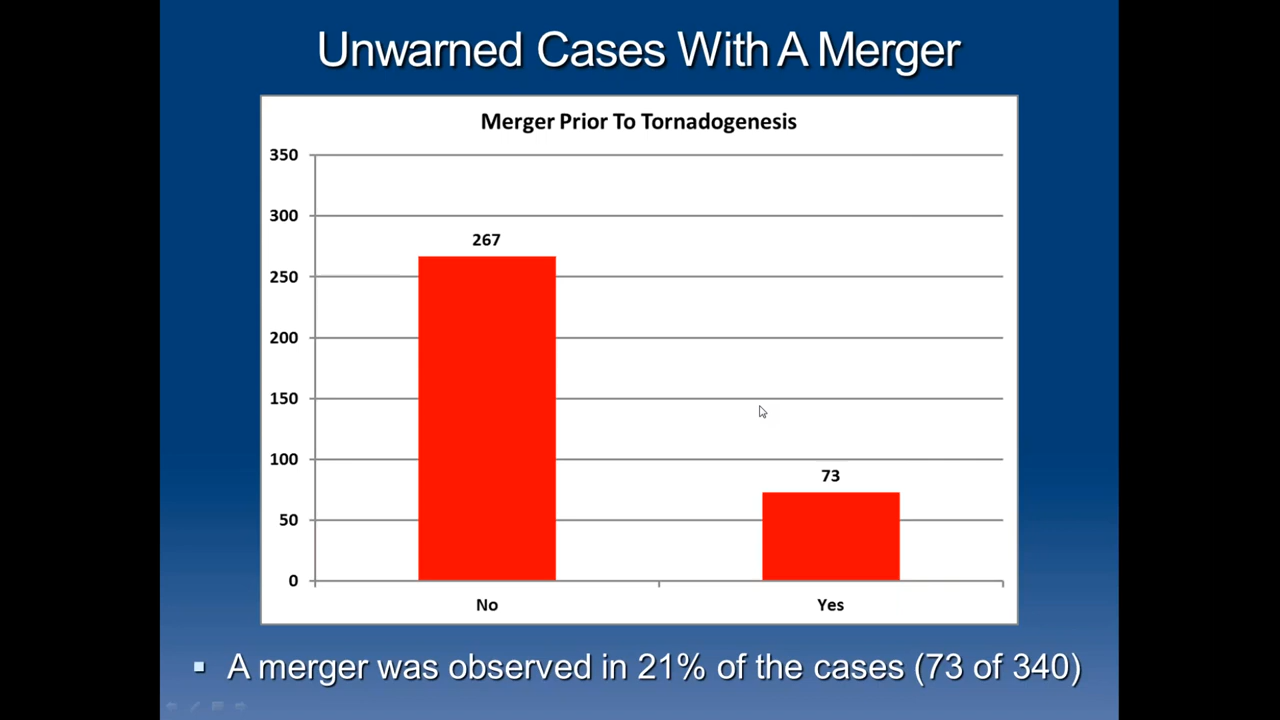 Unwarned Cases With A Merger
Merger Prior To Tornadogenesis
350
300
267
250
200
150
100
73
50
0
No Yes
▪ A merger was observed in 21% of the cases (73 of 340)